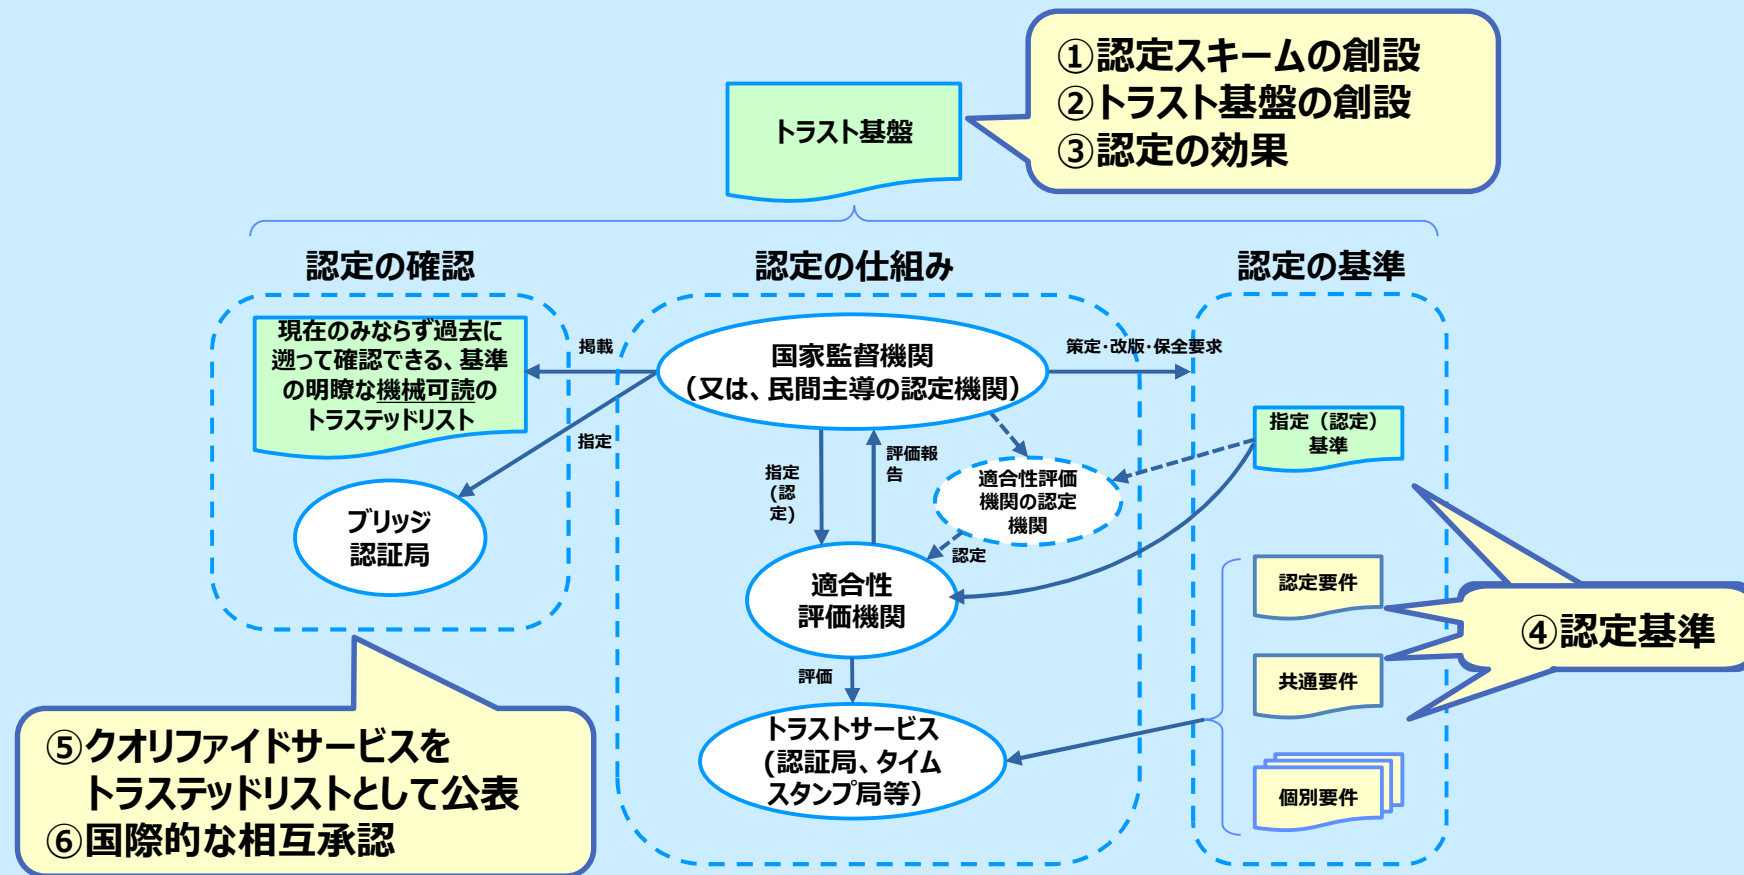 ①認定スキームの創設
②トラスト基盤の創設
③認定の効果
トラスト基盤
認定の確認
認定の仕組み
認定の基準
現在のみならず過去に
遡って確認できる、基準
の明瞭な機械可読の
トラステッドリスト
掲載
国家監督機関
（又は、民間主導の認定機関）
策定･改版･保全要求
指定
ブリッジ
認証局
指定
(認
定)
評価報
告
適合性評価
機関の認定
機関
認定
指定（認定）
基準
適合性
評価機関
認定要件
④認定基準
評価
共通要件
トラストサービス
(認証局、タイム
スタンプ局等）
個別要件
⑤クオリファイドサービスを
トラステッドリストとして公表
⑥国際的な相互承認